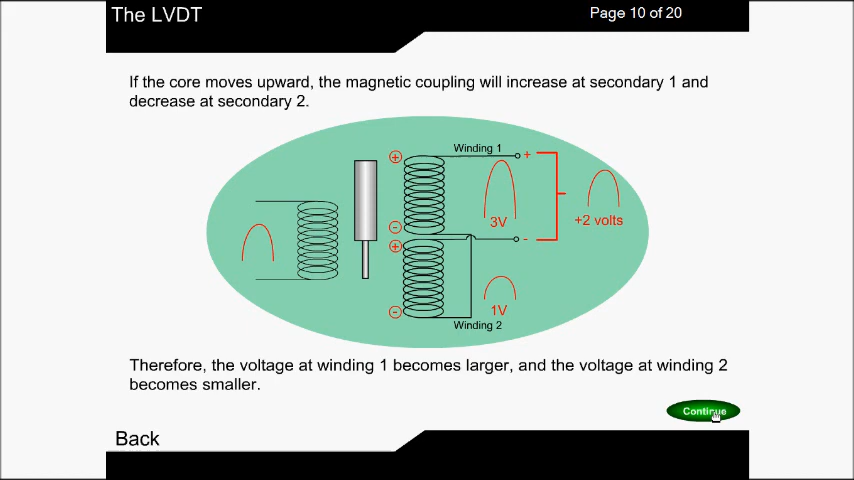 The LVDT
Page 10 of 20
If the core moves upward, the magnetic coupling will increase at secondary 1 and
decrease at secondary 2.
Winding 1
+
+
3V
+2 volts
-
+
-
1V
-
Winding 2
Therefore, the voltage at winding 1 becomes larger, and the voltage at winding 2
becomes smaller.
Continue
Back